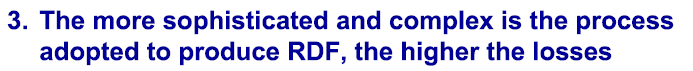 3. The more sophisticated and complex is the process
adopted to produce RDF, the higher the losses